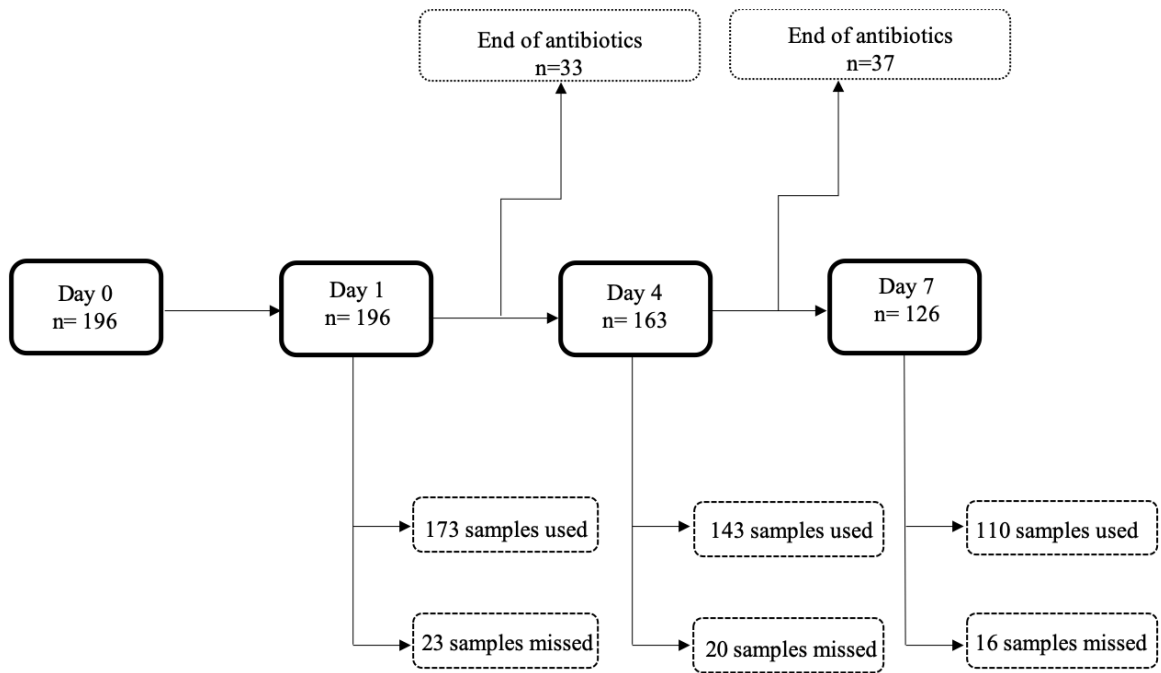 End of antibiotics
n=33
End of antibiotics
n=37
Day 0
n= 196
Day 1
n= 196
Day 4
n= 163
Day 7
n= 126
173 samples used
143 samples used
110 samples used
23 samples missed
20 samples missed
16 samples missed